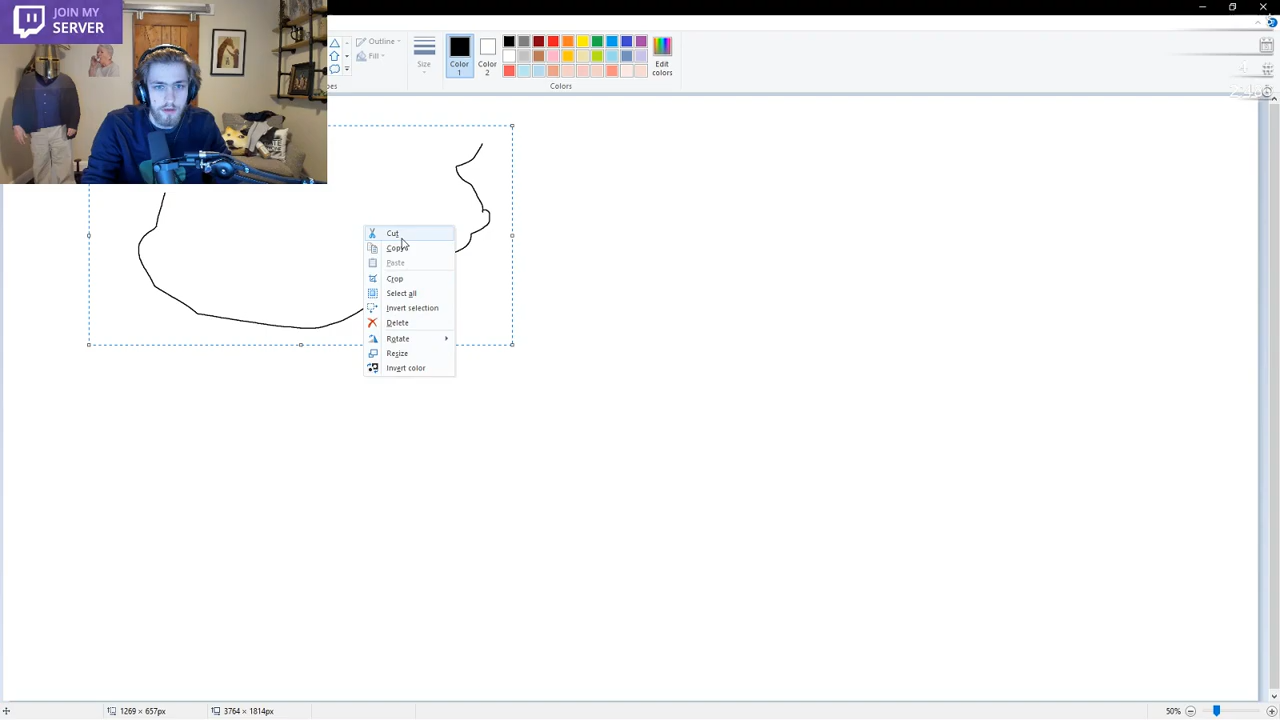 JOIN MY
SERVER
Outline
Fill
Size
Color
1
Color
2
Edit
colors
Colors
Cut
Copy
Paste
Crop
Select all
Invert selection
Delete
Rotate
Resize
Invert color
1269 × 657px
3764 × 1814px
50%